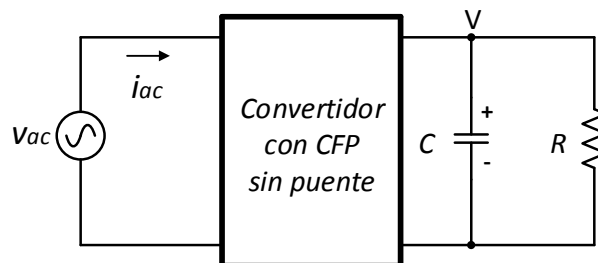 V
iac
vac
Convertidor
con CFP
sin puente
C
+
-
R